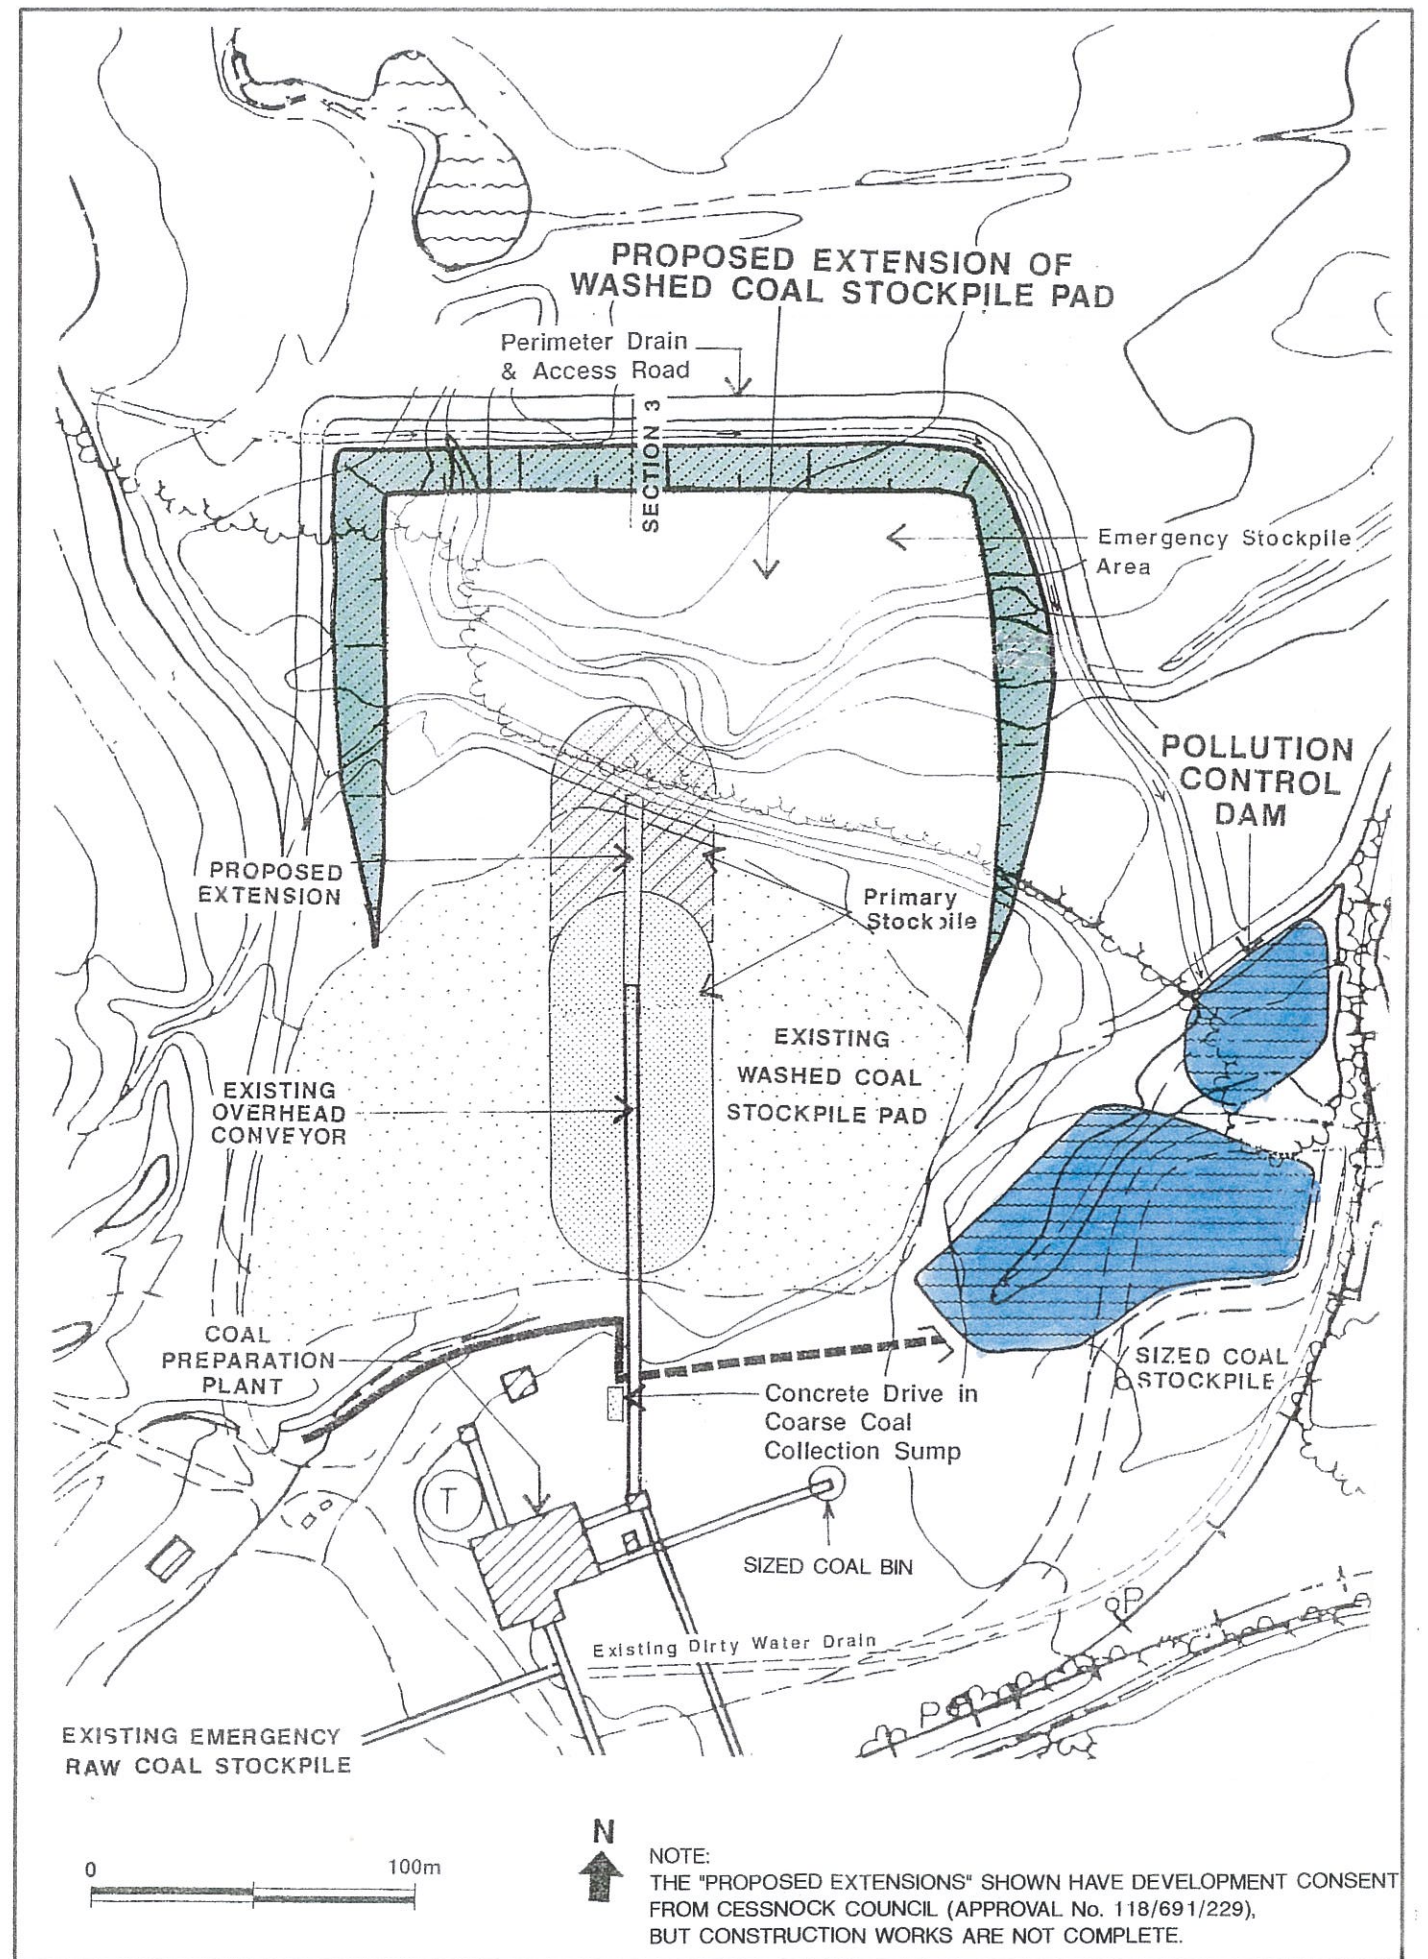 PROPOSED EXTENSION OF
WASHED COAL STOCKPILE PAD
Perimeter Drain
& Access Road
SECTION 3
Emergency Stockpile
Area
POLLUTION
CONTROL
DAM
PROPOSED
EXTENSION
Primary
Stockpile
EXISTING
WASHED COAL
STOCKPILE PAD
EXISTING
OVERHEAD
CONVEYOR
COAL
PREPARATION
PLANT
SIZED COAL
STOCKPILE
Concrete Drive in
Coarse Coal
Collection Sump
T
SIZED COAL BIN
P
Existing Dirty Water Drain
P
EXISTING EMERGENCY
RAW COAL STOCKPILE
0 100m
N
NOTE:
THE "PROPOSED EXTENSIONS" SHOWN HAVE DEVELOPMENT CONSENT
FROM CESSNOCK COUNCIL (APPROVAL No. 118/691/229),
BUT CONSTRUCTION WORKS ARE NOT COMPLETE.